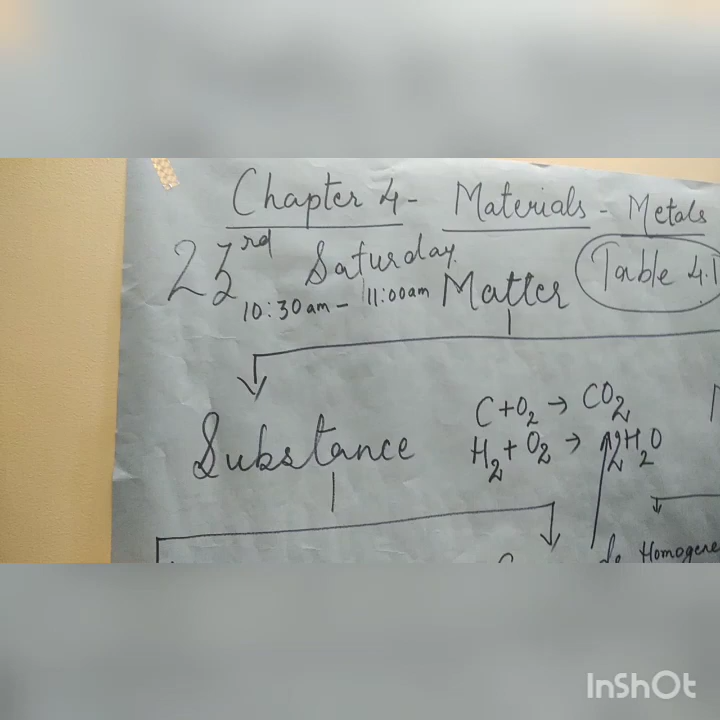 Chapter 4 - Materials - Metals
23rd Saturday
10:30am - 11:00am Matter Table 4.1
Substance
C + O₂ → CO₂
H₂ + O₂ → 2H₂O
Homogene
InShOt